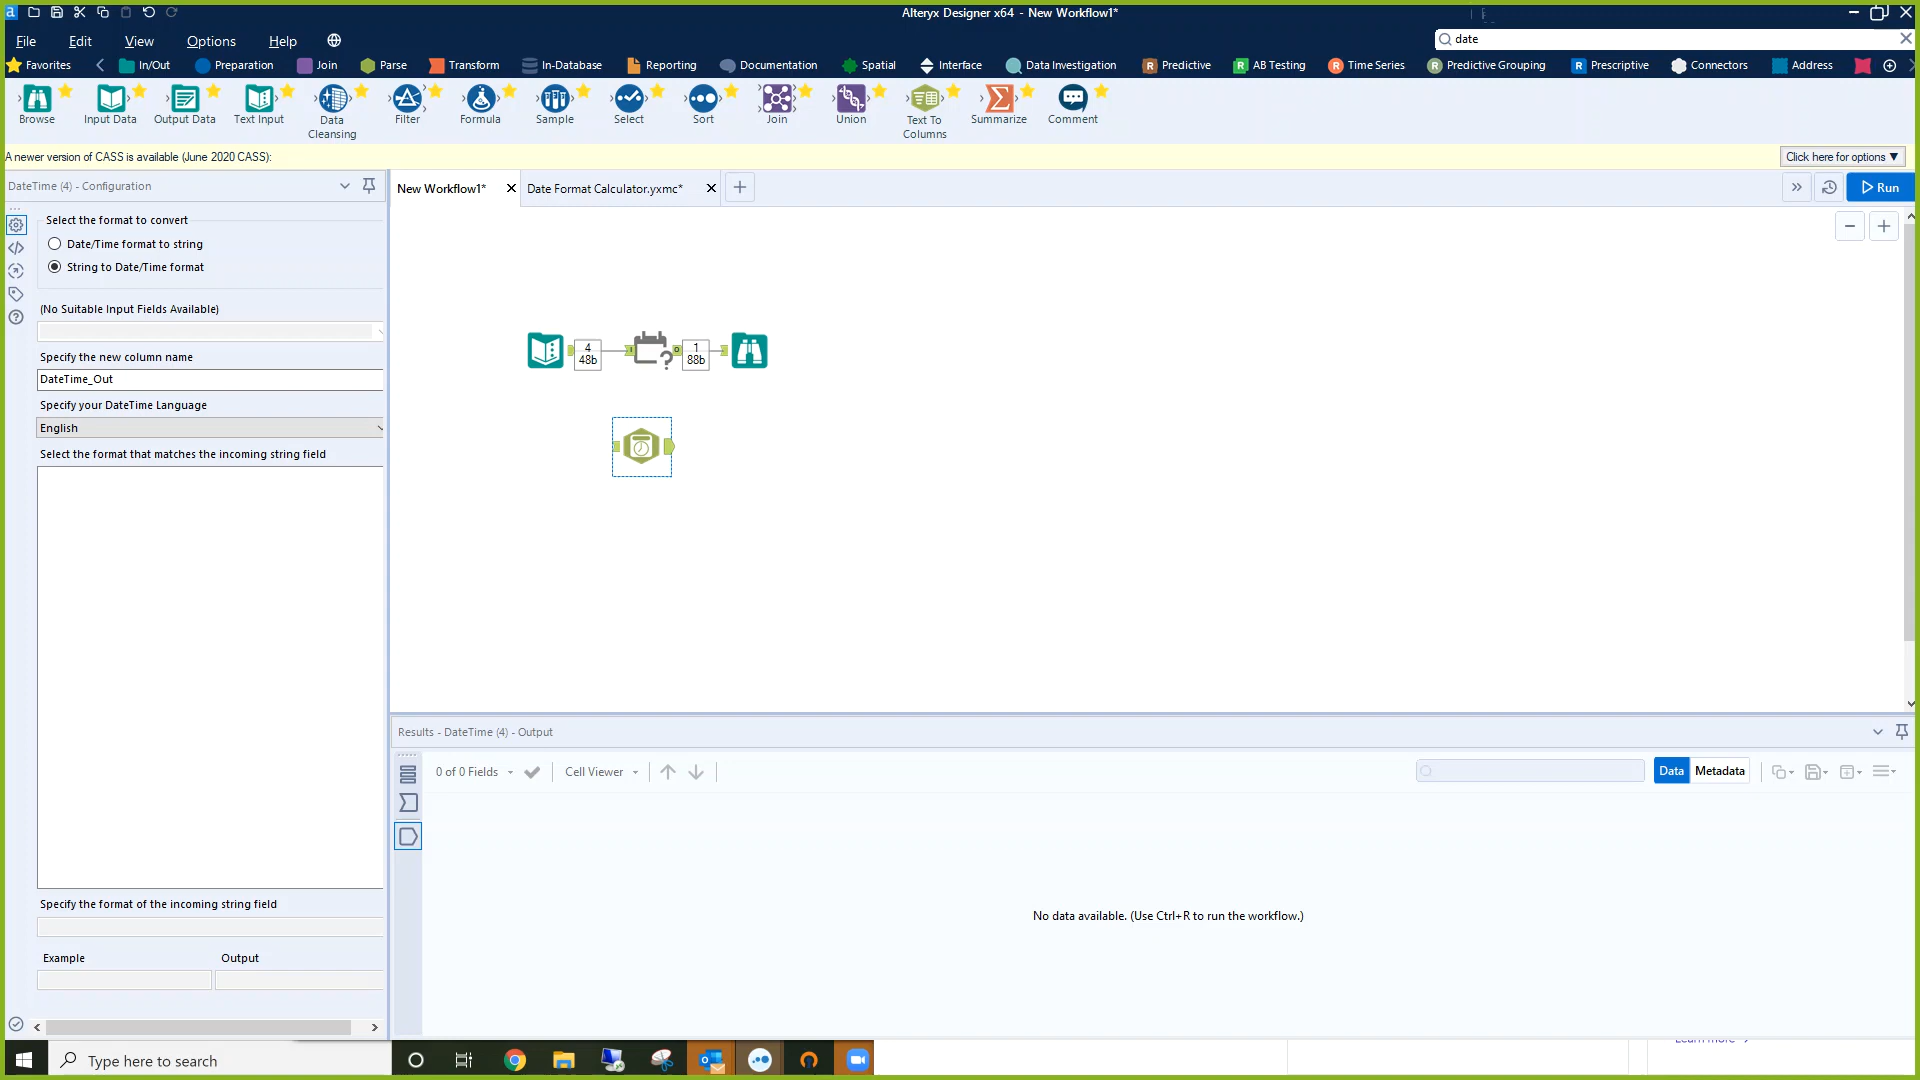 Alteryx Designer x64 - New Workflow1*
File Edit View Options Help
date
Favorites In/Out Preparation Join Parse Transform In-Database Reporting Documentation Spatial Interface Data Investigation Predictive AB Testing Time Series Predictive Grouping Prescriptive Connectors Address
Browse Input Data Output Data Text Input Data Cleansing Filter Formula Sample Select Sort Join Union Text To Columns Summarize Comment
A newer version of CASS is available (June 2020 CASS):
Click here for options ▼
DateTime (4) - Configuration
New Workflow1* Date Format Calculator.yxmc*
Run
Select the format to convert
Date/Time format to string
String to Date/Time format
(No Suitable Input Fields Available)
Specify the new column name
DateTime_Out
Specify your DateTime Language
English
Select the format that matches the incoming string field
Specify the format of the incoming string field
Example Output
4
48b
1
88b
Results - DateTime (4) - Output
0 of 0 Fields Cell Viewer
Data Metadata
No data available. (Use Ctrl+R to run the workflow.)
Type here to search